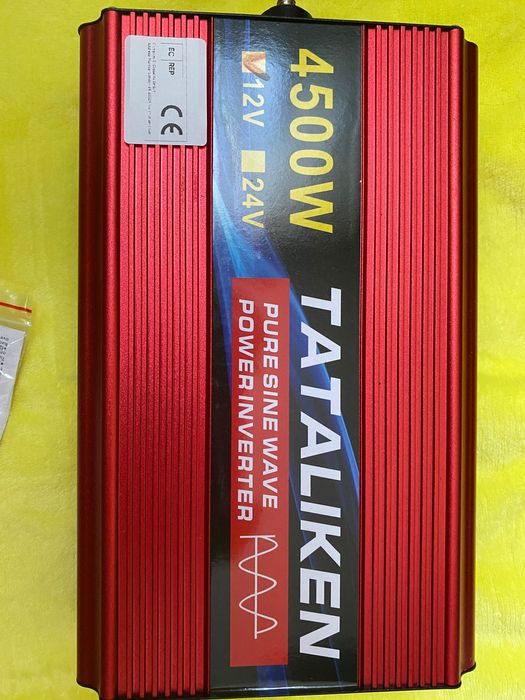 4500W
12V
24V
TATALIKEN
PURE SINE WAVE
POWER INVERTER
EC REP
CE